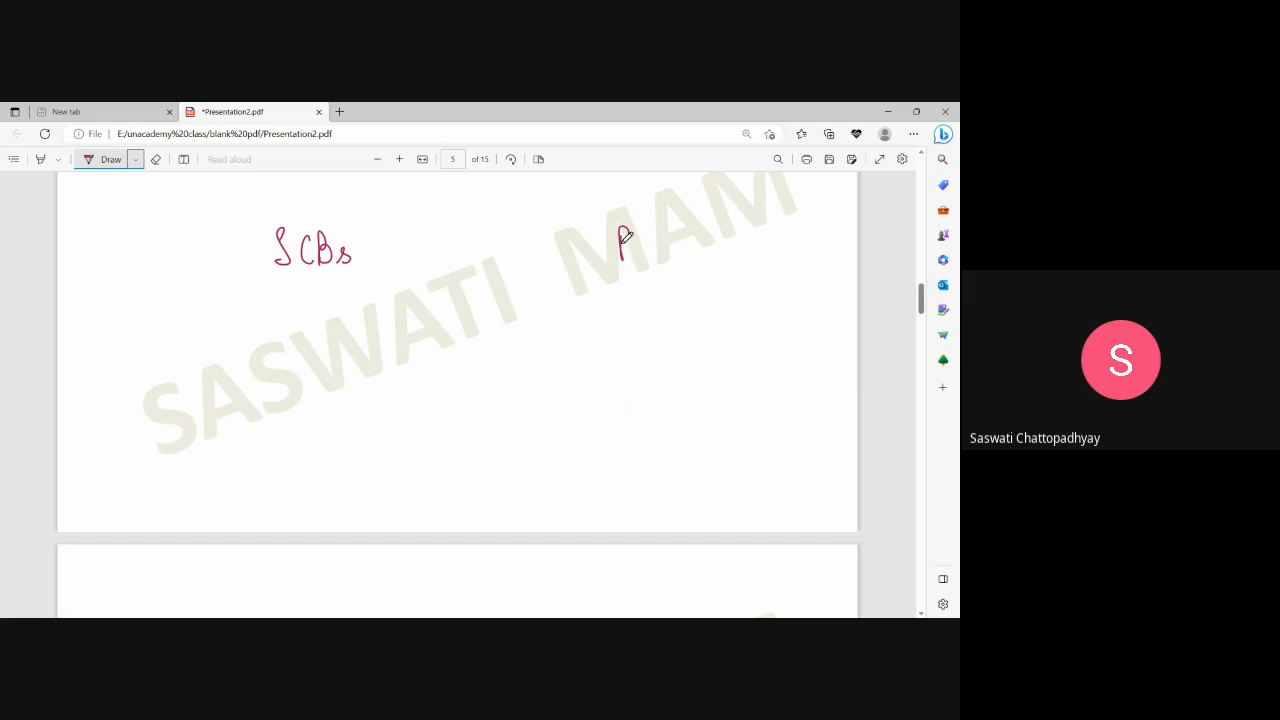 New tab
*Presentation2.pdf
File
E:/unacademy%20class/blank%20pdf/Presentation2.pdf
Draw
Read aloud
5 of 15
SCBs P
SASWATI MAM
S
Saswati Chattopadhyay